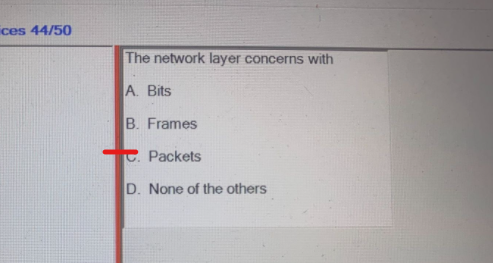 ces 44/50
The network layer concerns with
A. Bits
B. Frames
C. Packets
D. None of the others